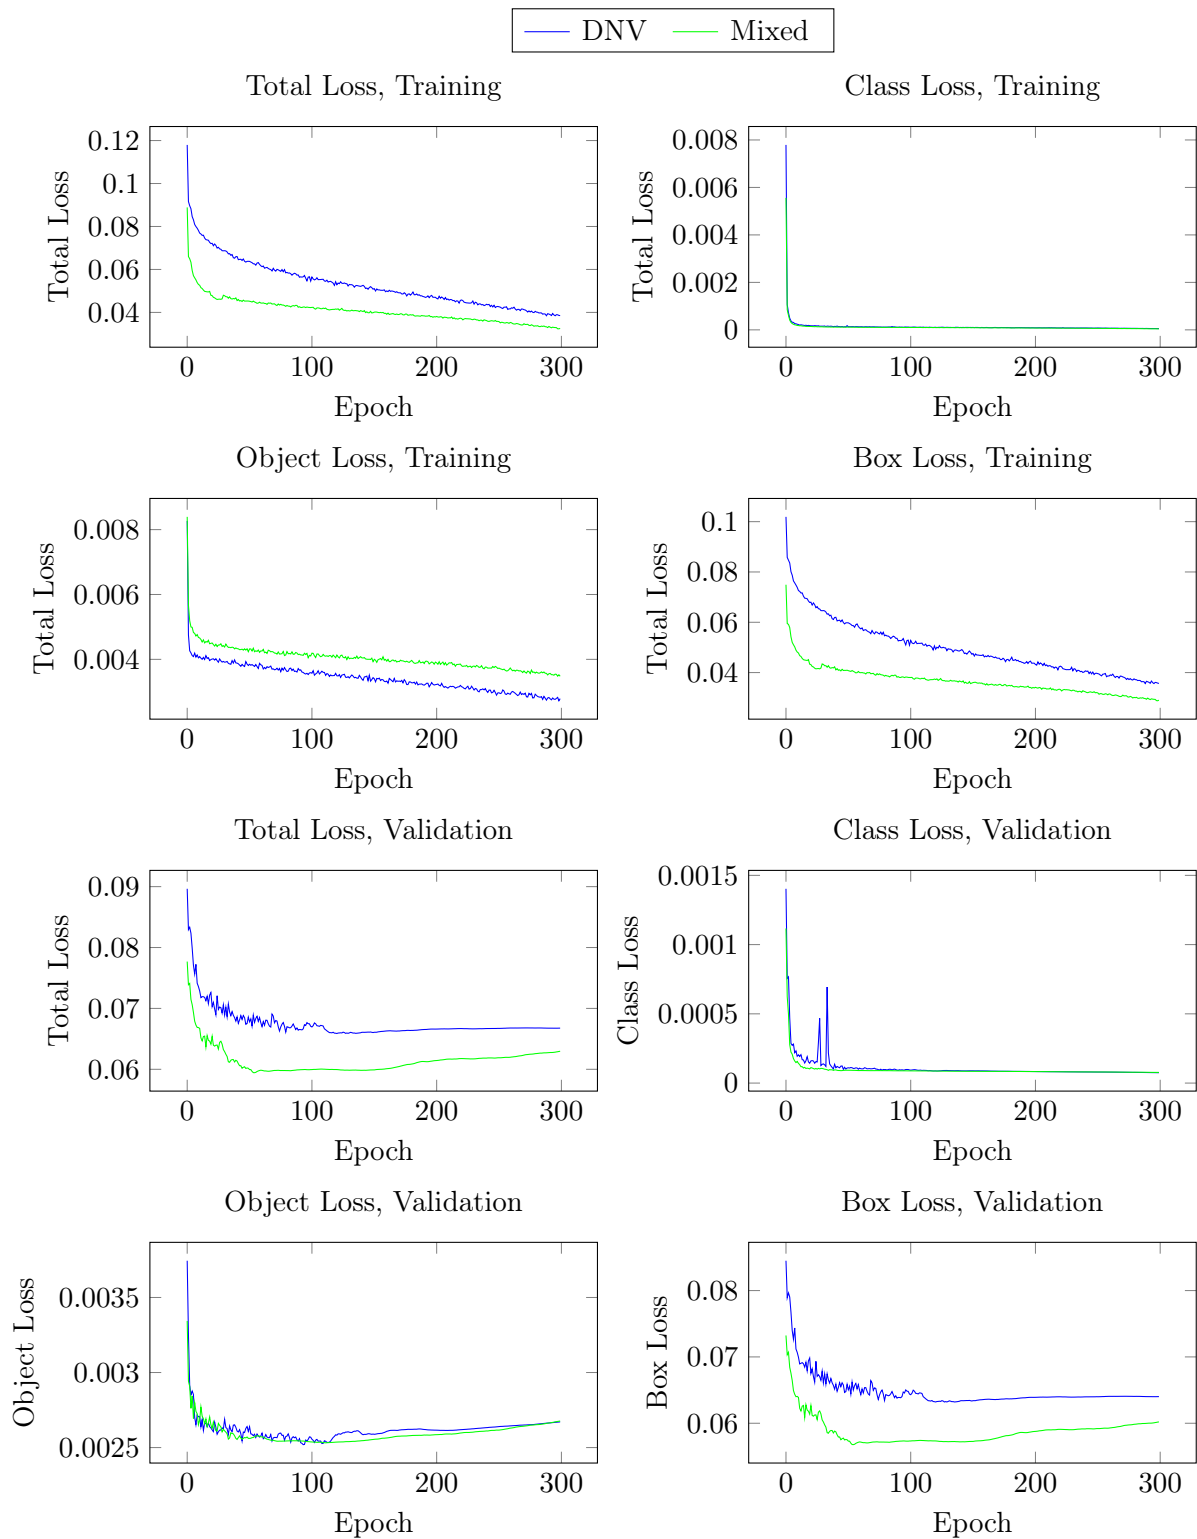 DNV Mixed
Total Loss, Training
0.12
0.1
0.08
0.06
0.04
Total Loss
0 100 200 300
Epoch
Class Loss, Training
0.008
0.006
0.004
0.002
0
Total Loss
0 100 200 300
Epoch
Object Loss, Training
0.008
0.006
0.004
Total Loss
0 100 200 300
Epoch
Box Loss, Training
0.1
0.08
0.06
0.04
Total Loss
0 100 200 300
Epoch
Total Loss, Validation
0.09
0.08
0.07
0.06
Total Loss
0 100 200 300
Epoch
Class Loss, Validation
0.0015
0.001
0.0005
0
Class Loss
0 100 200 300
Epoch
Object Loss, Validation
0.0035
0.003
0.0025
Object Loss
0 100 200 300
Epoch
Box Loss, Validation
0.08
0.07
0.06
Box Loss
0 100 200 300
Epoch